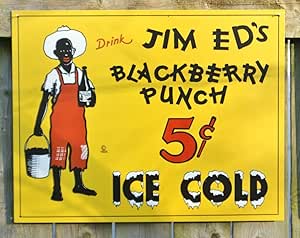 Drink JIM ED'S
BLACKBERRY
PUNCH
5¢
ICE COLD